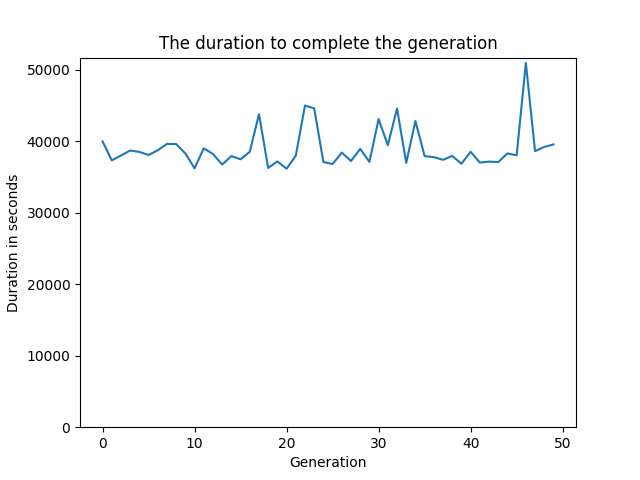 The duration to complete the generation
50000
40000
30000
20000
10000
0
Duration in seconds
0 10 20 30 40 50
Generation